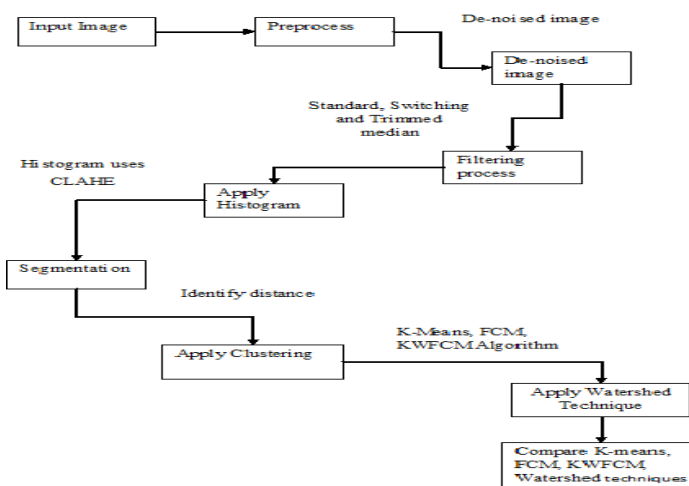 De-noised image
Input Image
Preprocess
De-noised
image
Standard, Switching
and Trimmed
median
Histogram uses
CLAHE
Filtering
process
Apply
Histogram
Segmentation
Identify distance
K-Means, FCM,
KWFCM Algorithm
Apply Clustering
Apply Watershed
Technique
Compare K-means,
FCM, KWFCM,
Watershed techniques